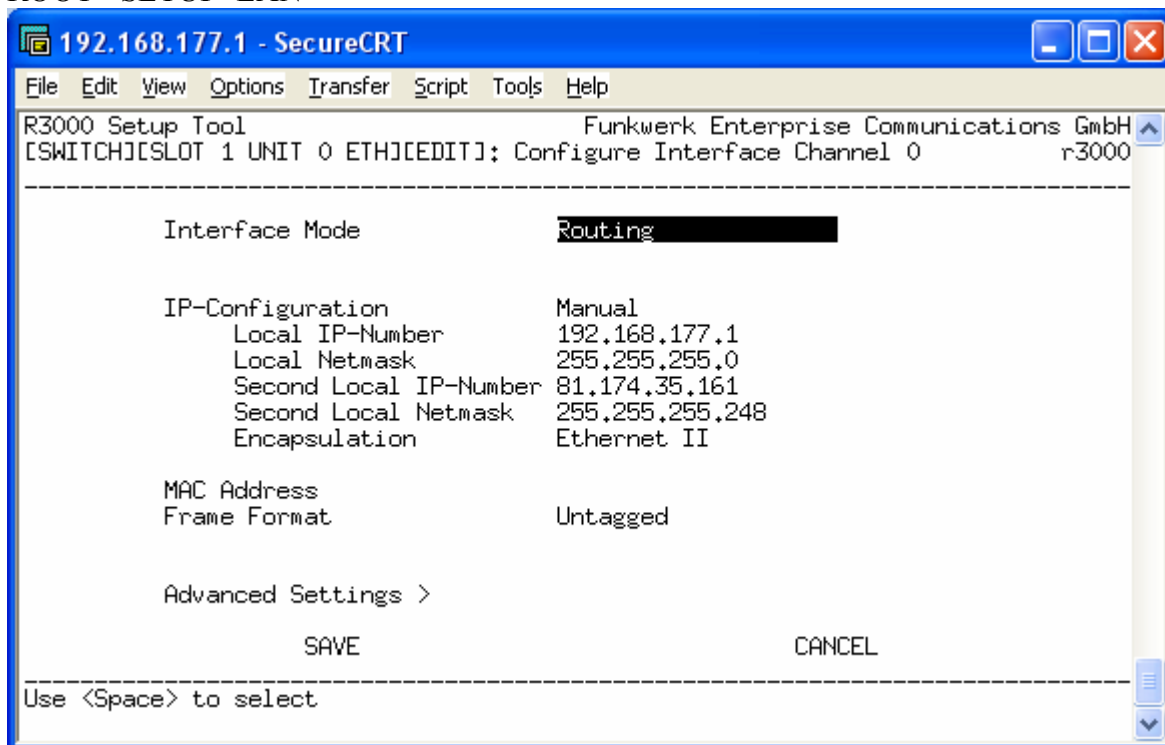 192.168.177.1 - SecureCRT
File Edit View Options Transfer Script Tools Help
R3000 Setup Tool Funkwerk Enterprise Communications GmbH
[SWITCH][SLOT 1 UNIT 0 ETH][EDIT]: Configure Interface Channel 0 r3000
Interface Mode Routing
IP-Configuration Manual
Local IP-Number 192.168.177.1
Local Netmask 255.255.255.0
Second Local IP-Number 81.174.35.161
Second Local Netmask 255.255.255.248
Encapsulation Ethernet II
MAC Address
Frame Format Untagged
Advanced Settings >
SAVE CANCEL
Use <Space> to select